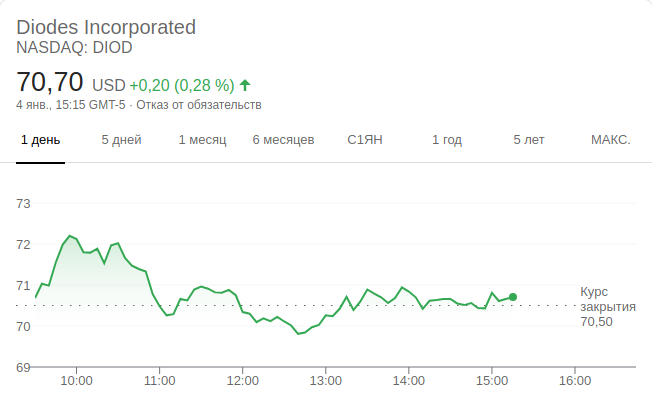 Diodes Incorporated
NASDAQ: DIOD
70,70 USD +0,20 (0,28 %)
4 янв., 15:15 GMT-5 · Отказ от обязательств
1 день 5 дней 1 месяц 6 месяцев С1ЯН 1 год 5 лет МАКС.
73
72
71
Курс
закрытия
70,50
70
69
10:00 11:00 12:00 13:00 14:00 15:00 16:00